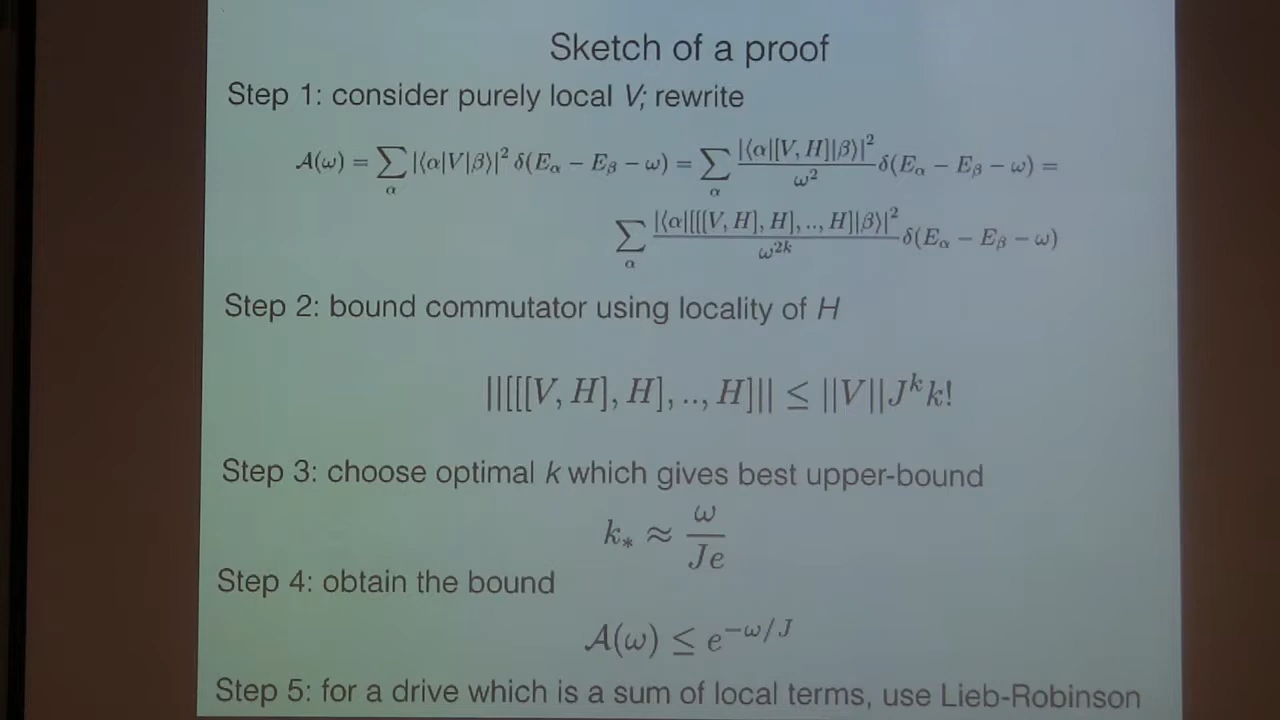 Sketch of a proof
Step 1: consider purely local V; rewrite
𝒜(ω) = ∑_α |⟨α|V|β⟩|² δ(E_α − E_β − ω) = ∑_α |⟨α|[V, H]|β⟩|² / ω² δ(E_α − E_β − ω) =
∑_α |⟨α|[[[V, H], H], .., H]|β⟩|² / ω^{2k} δ(E_α − E_β − ω)
Step 2: bound commutator using locality of H
||[[[V, H], H], .., H]|| ≤ ||V||J^k k!
Step 3: choose optimal k which gives best upper-bound
k_* ≈ ω / Je
Step 4: obtain the bound
𝒜(ω) ≤ e^{−ω/J}
Step 5: for a drive which is a sum of local terms, use Lieb-Robinson